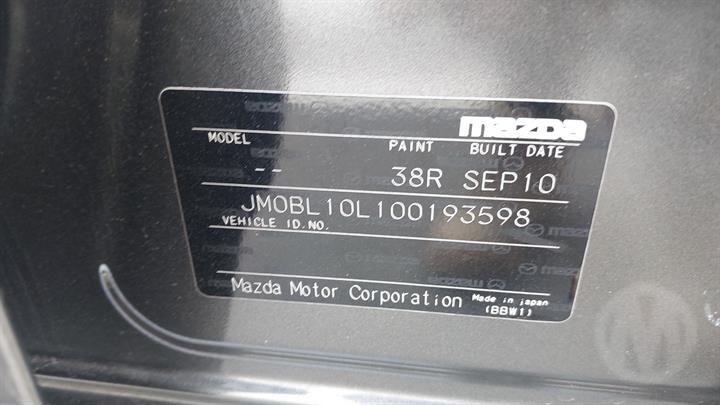 mazda
MODEL PAINT BUILT DATE
-- 38R SEP10
JM0BL10L100193598
VEHICLE ID.NO.
Mazda Motor Corporation Made in Japan
(BBW1)